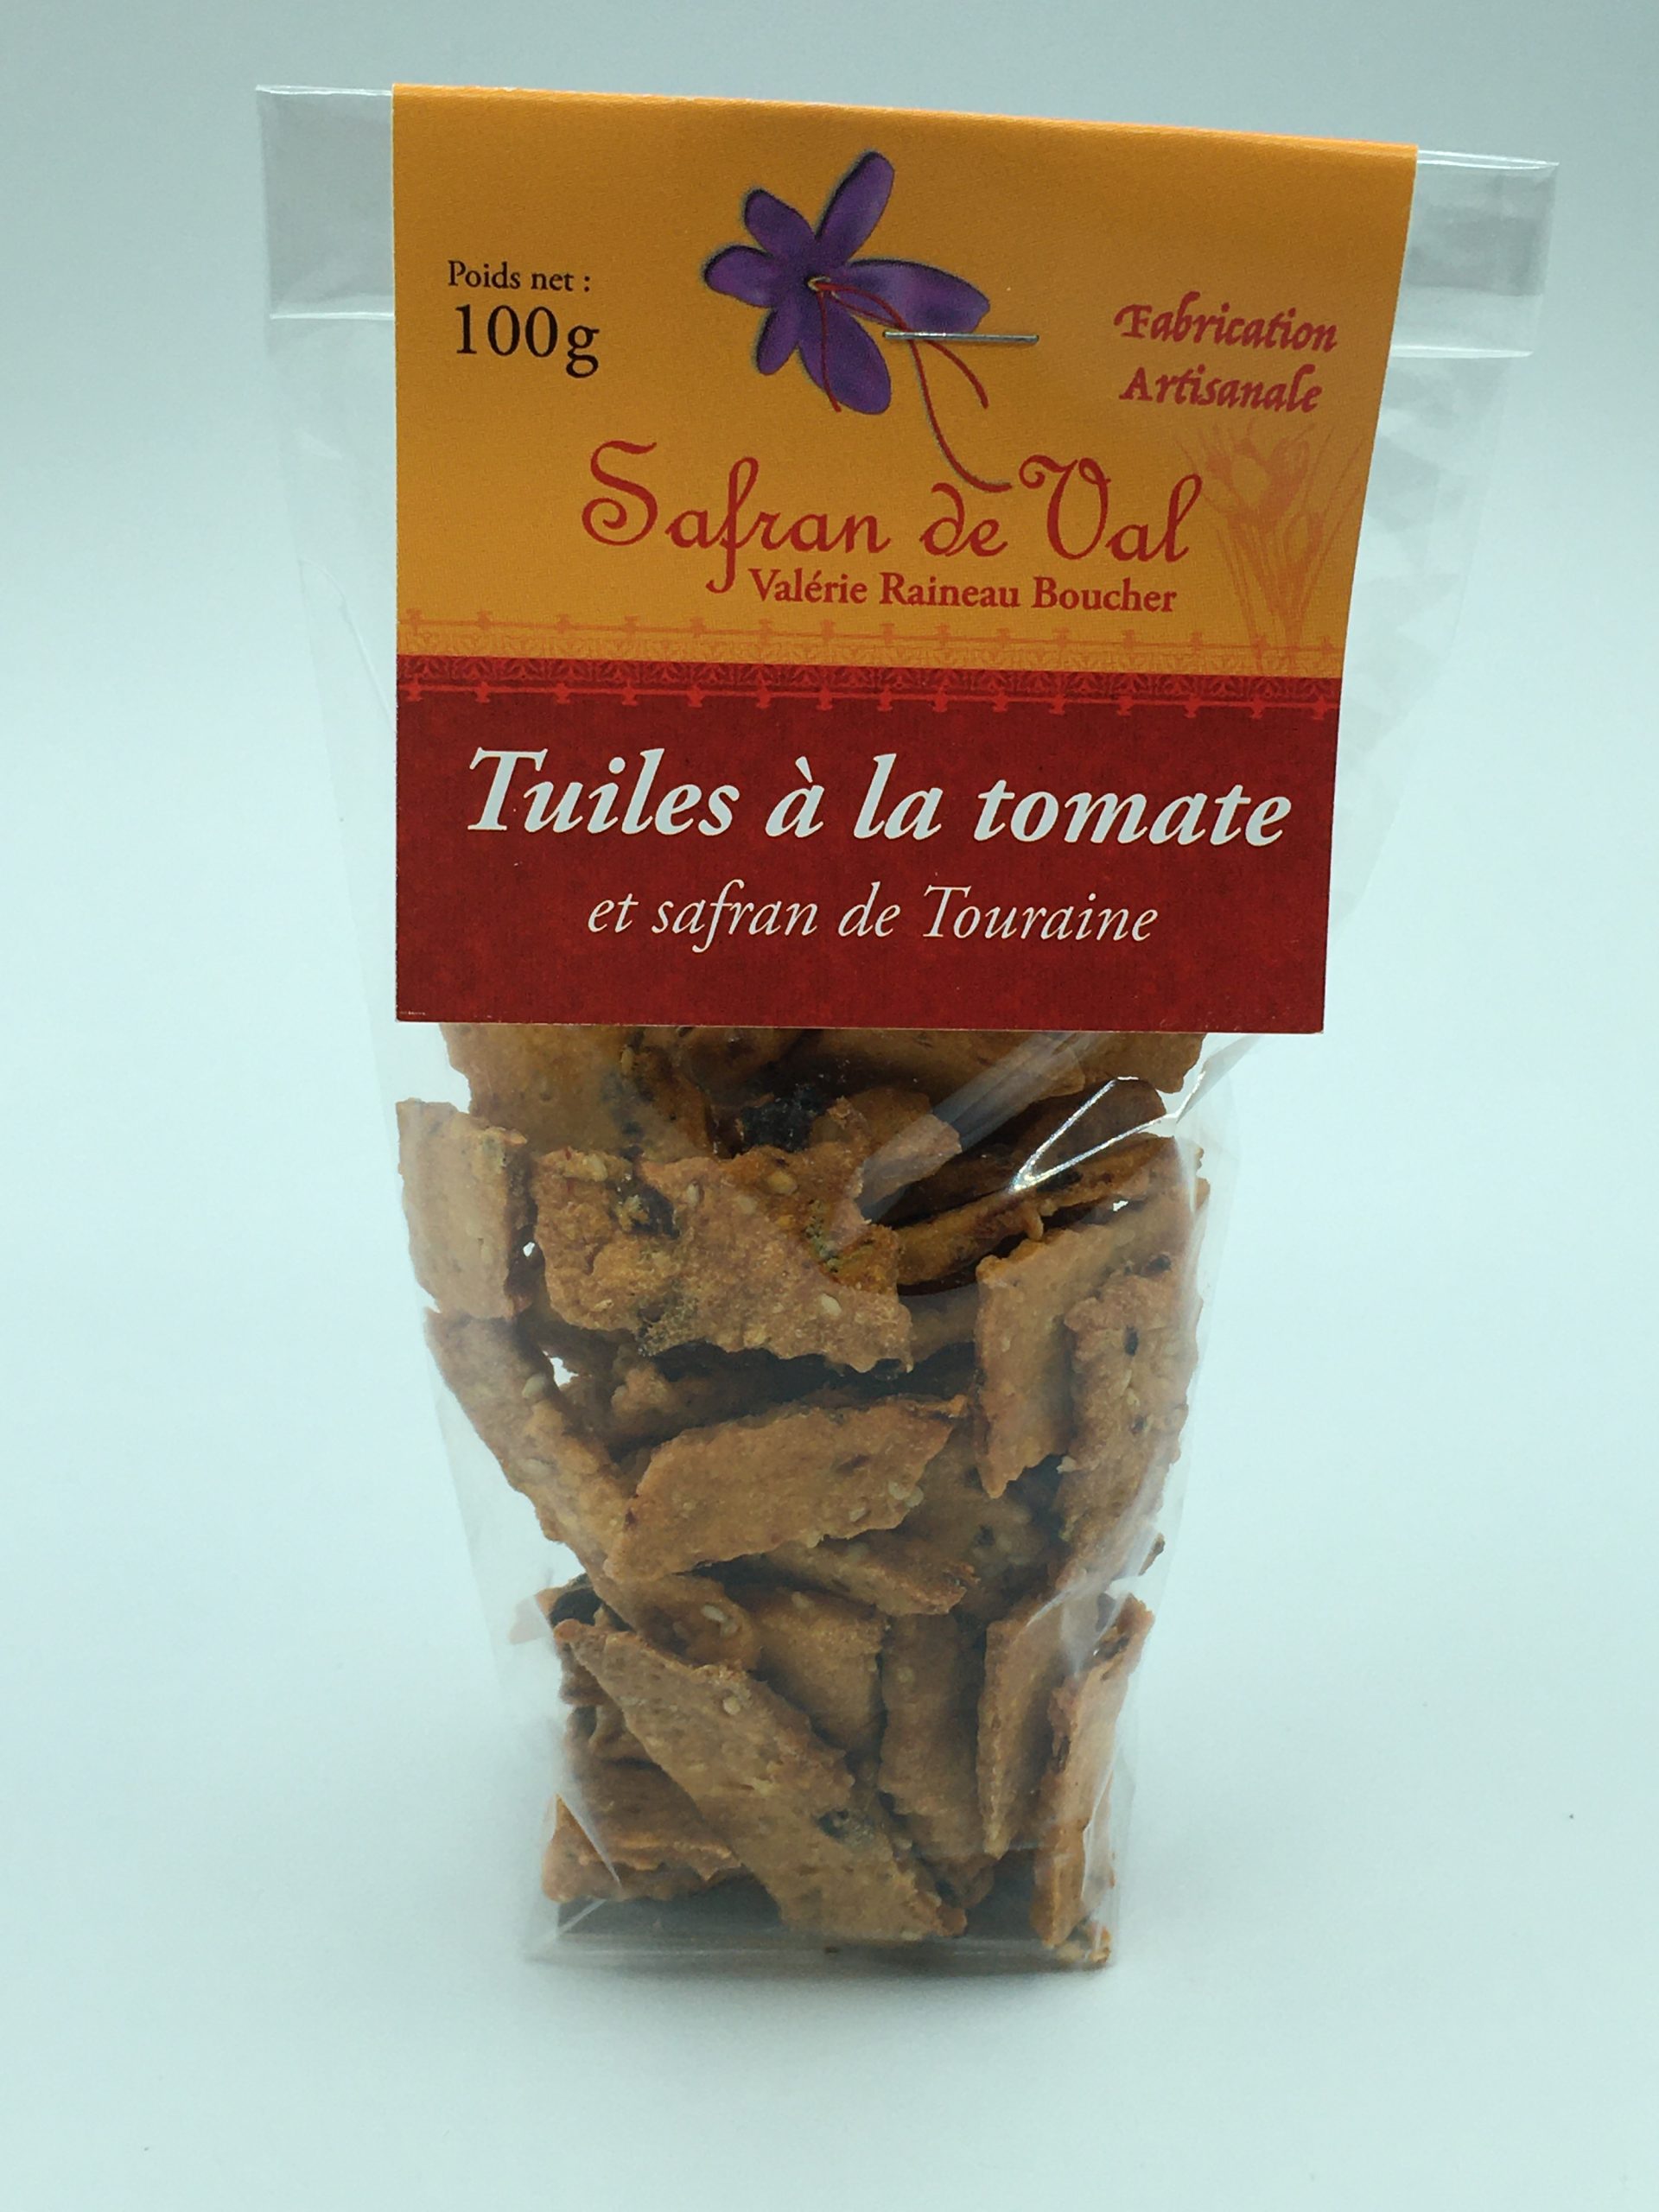 Poids net :
100g
Fabrication
Artisanale
Safran de Val
Valérie Raineau Boucher
Tuiles à la tomate
et safran de Touraine